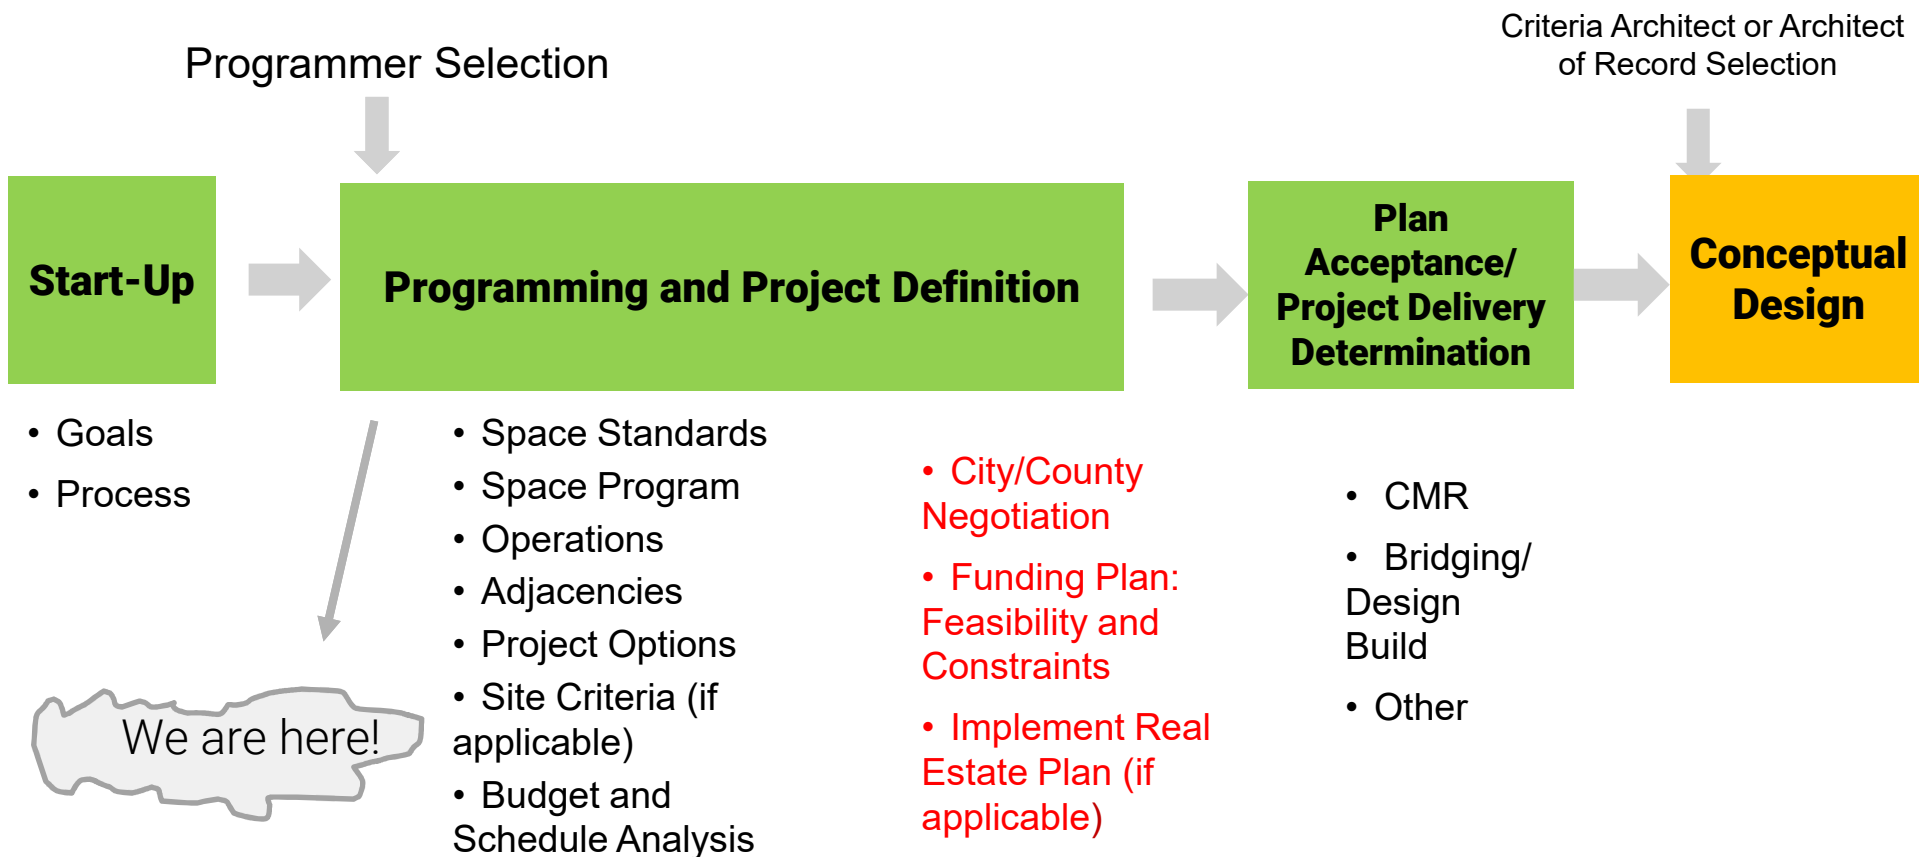 Programmer Selection
Criteria Architect or Architect
of Record Selection
Start-Up
Programming and Project Definition
Plan
Acceptance/
Project Delivery
Determination
Conceptual
Design
• Goals
• Process
We are here!
• Space Standards
• Space Program
• Operations
• Adjacencies
• Project Options
• Site Criteria (if
applicable)
• Budget and
Schedule Analysis
• City/County
Negotiation
• Funding Plan:
Feasibility and
Constraints
• Implement Real
Estate Plan (if
applicable)
• CMR
• Bridging/
Design
Build
• Other